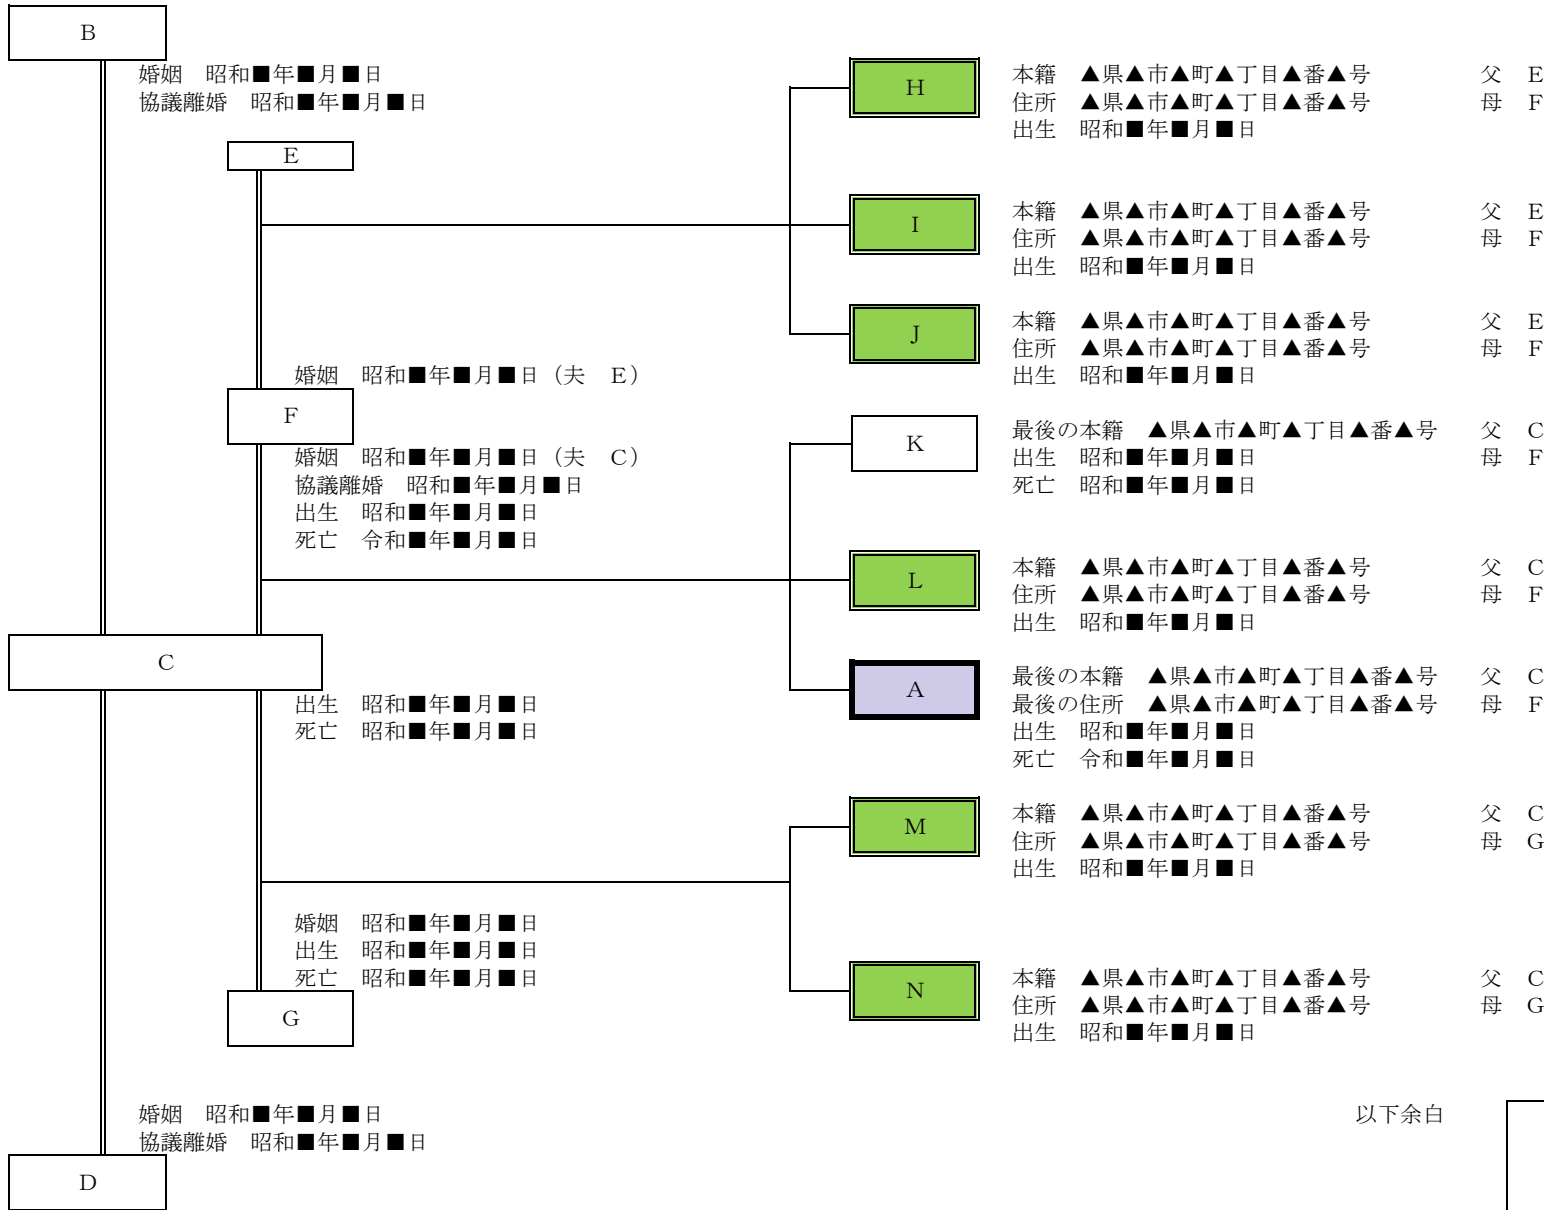 B
婚姻　昭和■年■月■日
協議離婚　昭和■年■月■日
E
H
本籍　▲県▲市▲町▲丁目▲番▲号　父　E
住所　▲県▲市▲町▲丁目▲番▲号　母　F
出生　昭和■年■月■日
I
本籍　▲県▲市▲町▲丁目▲番▲号　父　E
住所　▲県▲市▲町▲丁目▲番▲号　母　F
出生　昭和■年■月■日
J
本籍　▲県▲市▲町▲丁目▲番▲号　父　E
住所　▲県▲市▲町▲丁目▲番▲号　母　F
出生　昭和■年■月■日
婚姻　昭和■年■月■日（夫　E）
F
婚姻　昭和■年■月■日（夫　C）
協議離婚　昭和■年■月■日
出生　昭和■年■月■日
死亡　令和■年■月■日
K
最後の本籍　▲県▲市▲町▲丁目▲番▲号　父　C
出生　昭和■年■月■日　母　F
死亡　昭和■年■月■日
L
本籍　▲県▲市▲町▲丁目▲番▲号　父　C
住所　▲県▲市▲町▲丁目▲番▲号　母　F
出生　昭和■年■月■日
C
出生　昭和■年■月■日
死亡　昭和■年■月■日
A
最後の本籍　▲県▲市▲町▲丁目▲番▲号　父　C
最後の住所　▲県▲市▲町▲丁目▲番▲号　母　F
出生　昭和■年■月■日
死亡　令和■年■月■日
M
本籍　▲県▲市▲町▲丁目▲番▲号　父　C
住所　▲県▲市▲町▲丁目▲番▲号　母　G
出生　昭和■年■月■日
婚姻　昭和■年■月■日
出生　昭和■年■月■日
死亡　昭和■年■月■日
G
N
本籍　▲県▲市▲町▲丁目▲番▲号　父　C
住所　▲県▲市▲町▲丁目▲番▲号　母　G
出生　昭和■年■月■日
婚姻　昭和■年■月■日
協議離婚　昭和■年■月■日
D
以下余白